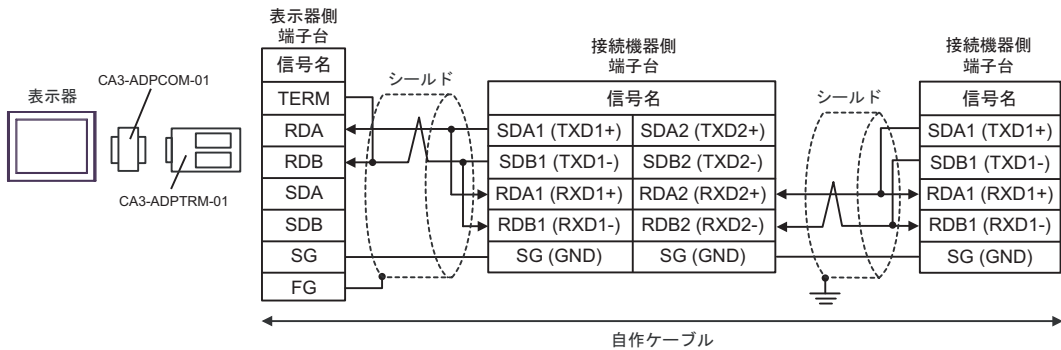 表示器
CA3-ADPCOM-01
CA3-ADPTRM-01
表示器側
端子台
信号名
TERM
RDA
RDB
SDA
SDB
SG
FG
シールド
接続機器側
端子台
信号名
SDA1 (TXD1+) SDA2 (TXD2+)
SDB1 (TXD1-) SDB2 (TXD2-)
RDA1 (RXD1+) RDA2 (RXD2+)
RDB1 (RXD1-) RDB2 (RXD2-)
SG (GND) SG (GND)
シールド
接続機器側
端子台
信号名
SDA1 (TXD1+)
SDB1 (TXD1-)
RDA1 (RXD1+)
RDB1 (RXD1-)
SG (GND)
自作ケーブル